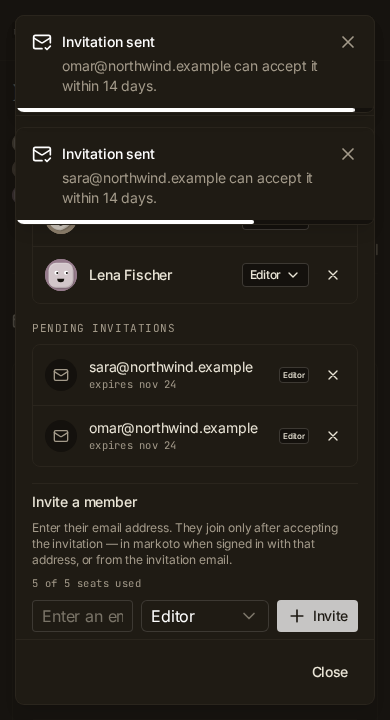 Invitation sent
omar@northwind.example can accept it
within 14 days.
Invitation sent
sara@northwind.example can accept it
within 14 days.
Lena Fischer
Editor
PENDING INVITATIONS
sara@northwind.example
expires nov 24
Editor
omar@northwind.example
expires nov 24
Editor
Invite a member
Enter their email address. They join only after accepting
the invitation — in markoto when signed in with that
address, or from the invitation email.
5 of 5 seats used
Enter an en
Editor
Invite
Close